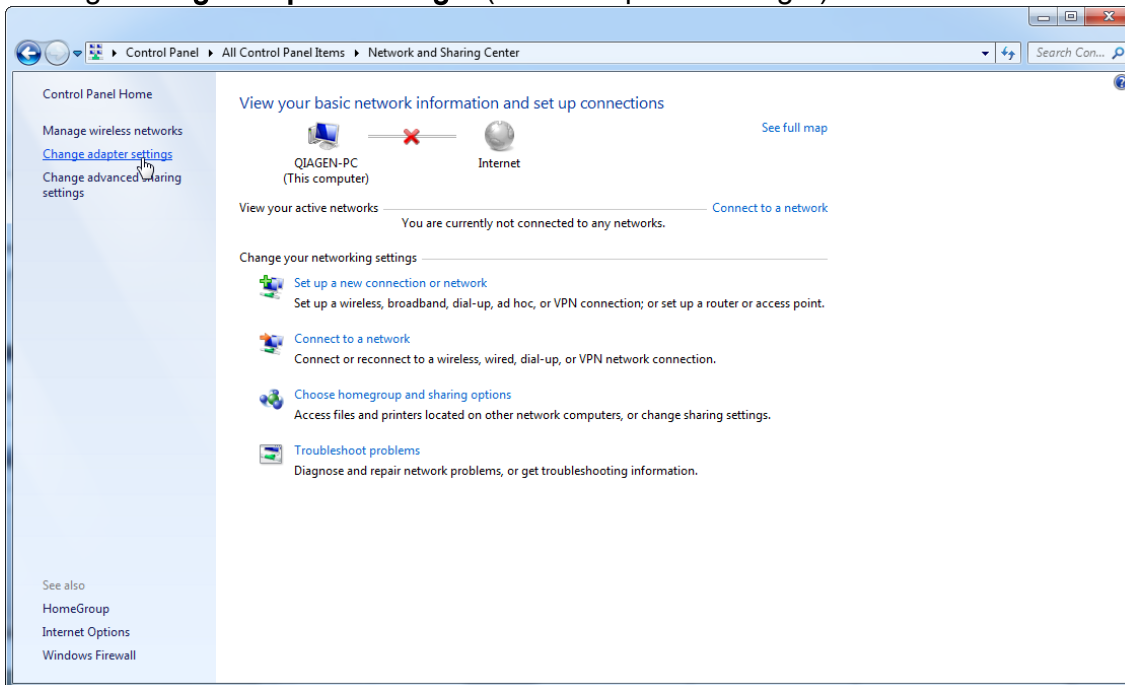 Control Panel ▸ All Control Panel Items ▸ Network and Sharing Center
Search Con...
Control Panel Home
Manage wireless networks
Change adapter settings
Change advanced sharing
settings
View your basic network information and set up connections
See full map
QIAGEN-PC
(This computer)
Internet
View your active networks
Connect to a network
You are currently not connected to any networks.
Change your networking settings
Set up a new connection or network
Set up a wireless, broadband, dial-up, ad hoc, or VPN connection; or set up a router or access point.
Connect to a network
Connect or reconnect to a wireless, wired, dial-up, or VPN network connection.
Choose homegroup and sharing options
Access files and printers located on other network computers, or change sharing settings.
Troubleshoot problems
Diagnose and repair network problems, or get troubleshooting information.
See also
HomeGroup
Internet Options
Windows Firewall